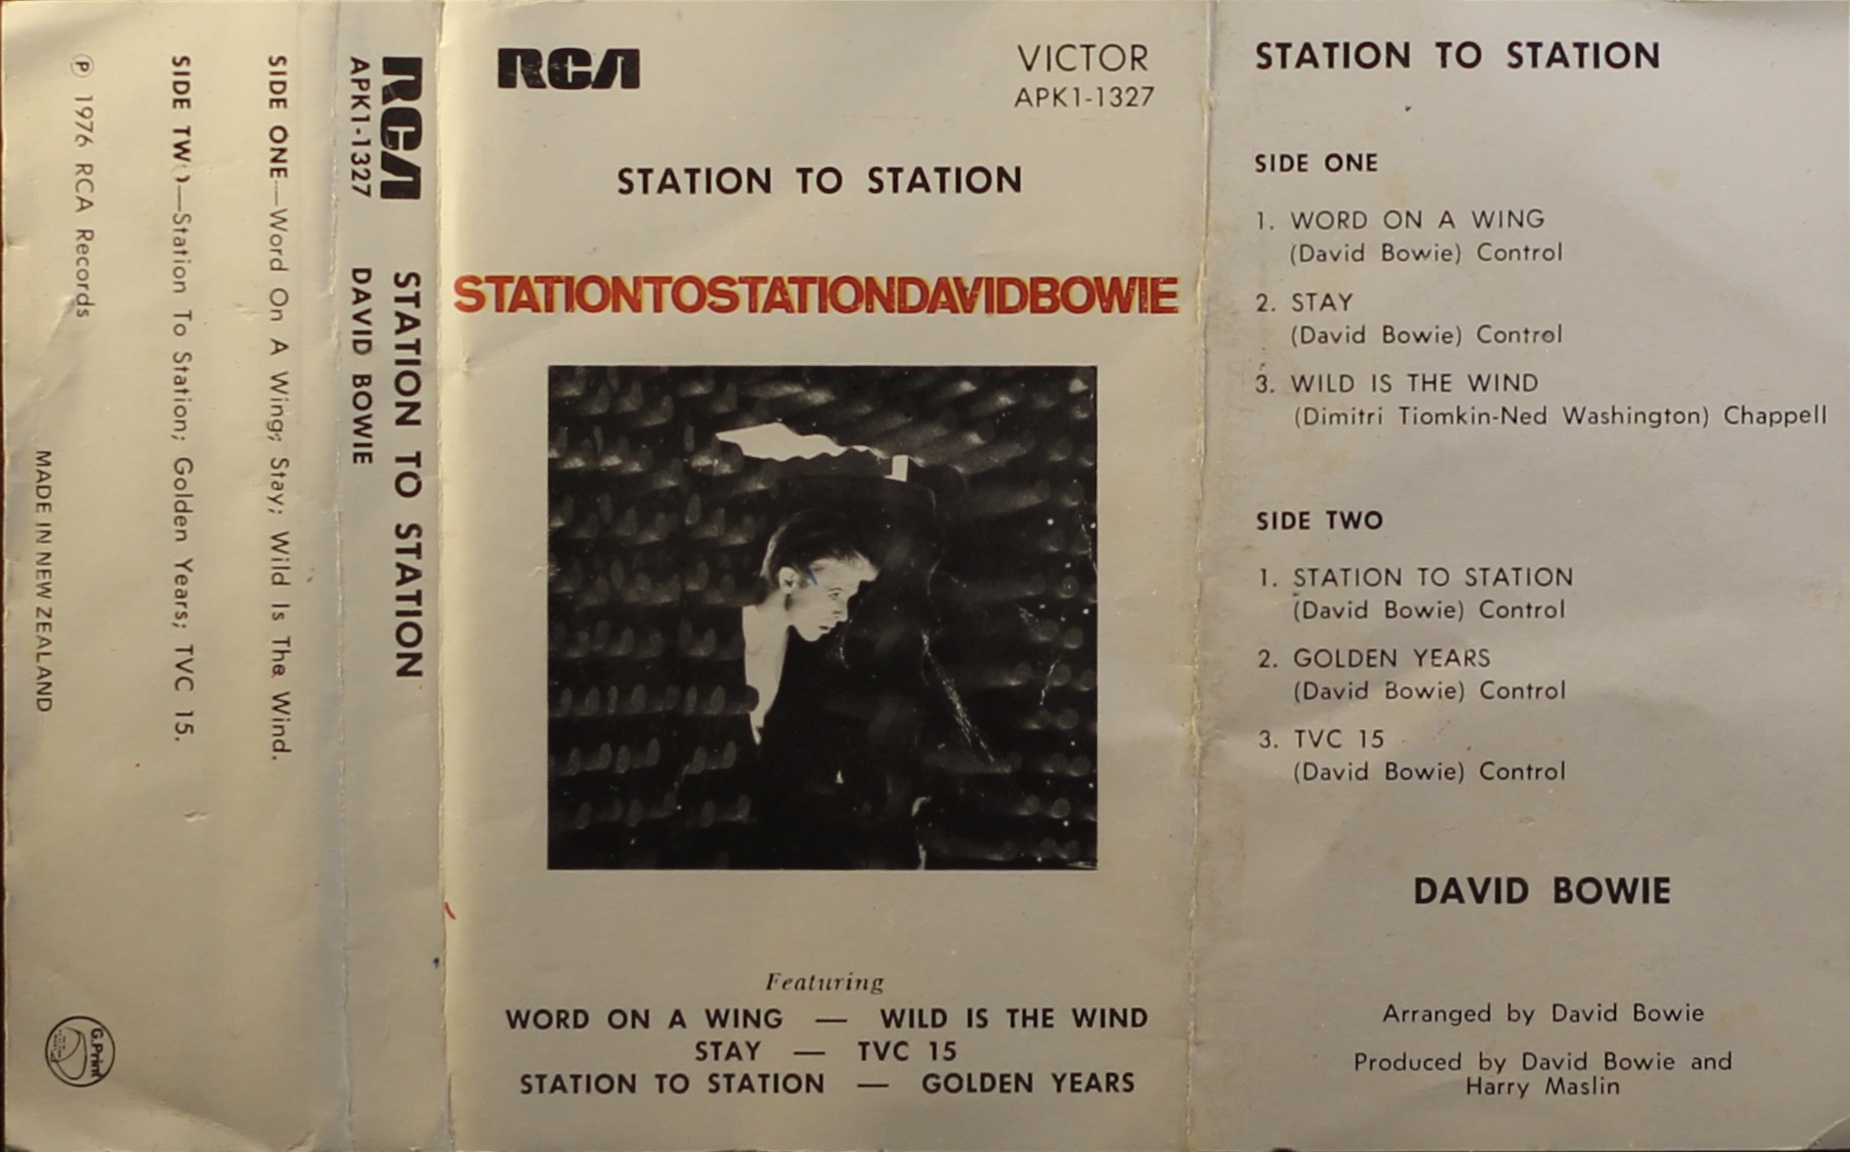 RCA
APK1-1327
STATION TO STATION
DAVID BOWIE
SIDE ONE—Word On A Wing; Stay; Wild Is The Wind.
SIDE TWO—Station To Station; Golden Years; TVC 15.
℗ 1976 RCA Records
MADE IN NEW ZEALAND
G.Print
RCA
VICTOR
APK1-1327
STATION TO STATION
STATIONTOSTATIONDAVIDBOWIE
Featuring
WORD ON A WING — WILD IS THE WIND
STAY — TVC 15
STATION TO STATION — GOLDEN YEARS
STATION TO STATION
SIDE ONE
1. WORD ON A WING
(David Bowie) Control
2. STAY
(David Bowie) Control
3. WILD IS THE WIND
(Dimitri Tiomkin-Ned Washington) Chappell
SIDE TWO
1. STATION TO STATION
(David Bowie) Control
2. GOLDEN YEARS
(David Bowie) Control
3. TVC 15
(David Bowie) Control
DAVID BOWIE
Arranged by David Bowie
Produced by David Bowie and
Harry Maslin